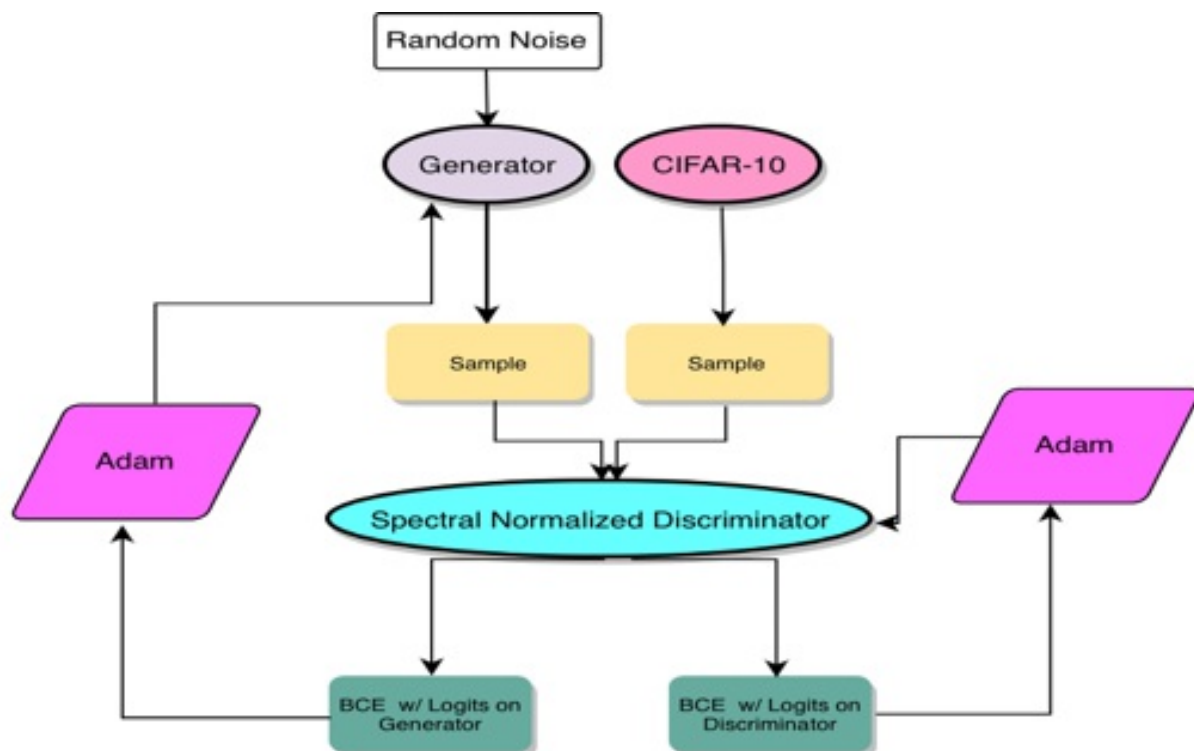 Random Noise
Generator
CIFAR-10
Sample
Sample
Adam
Adam
Spectral Normalized Discriminator
BCE w/ Logits on
Generator
BCE w/ Logits on
Discriminator